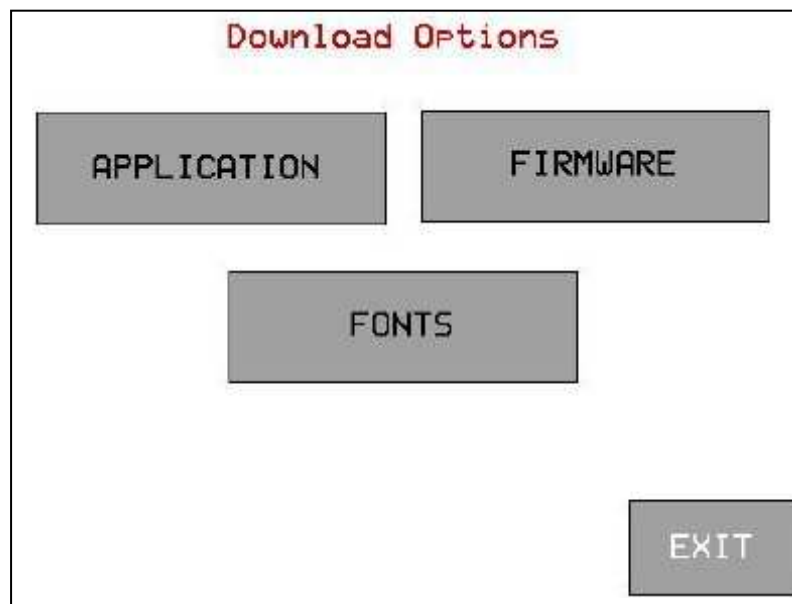 Download Options
APPLICATION
FIRMWARE
FONTS
EXIT